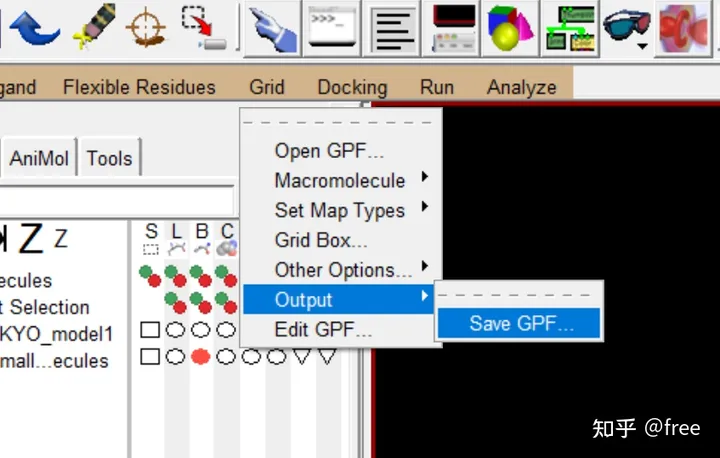 >>>_
gand Flexible Residues Grid Docking Run Analyze
AniMol Tools
Open GPF...
Macromolecule
Set Map Types
Grid Box...
Other Options...
Output
Edit GPF...
Save GPF...
Z Z
S L B C
ecules
t Selection
KYO_model1
mall...ecules
知乎 @free